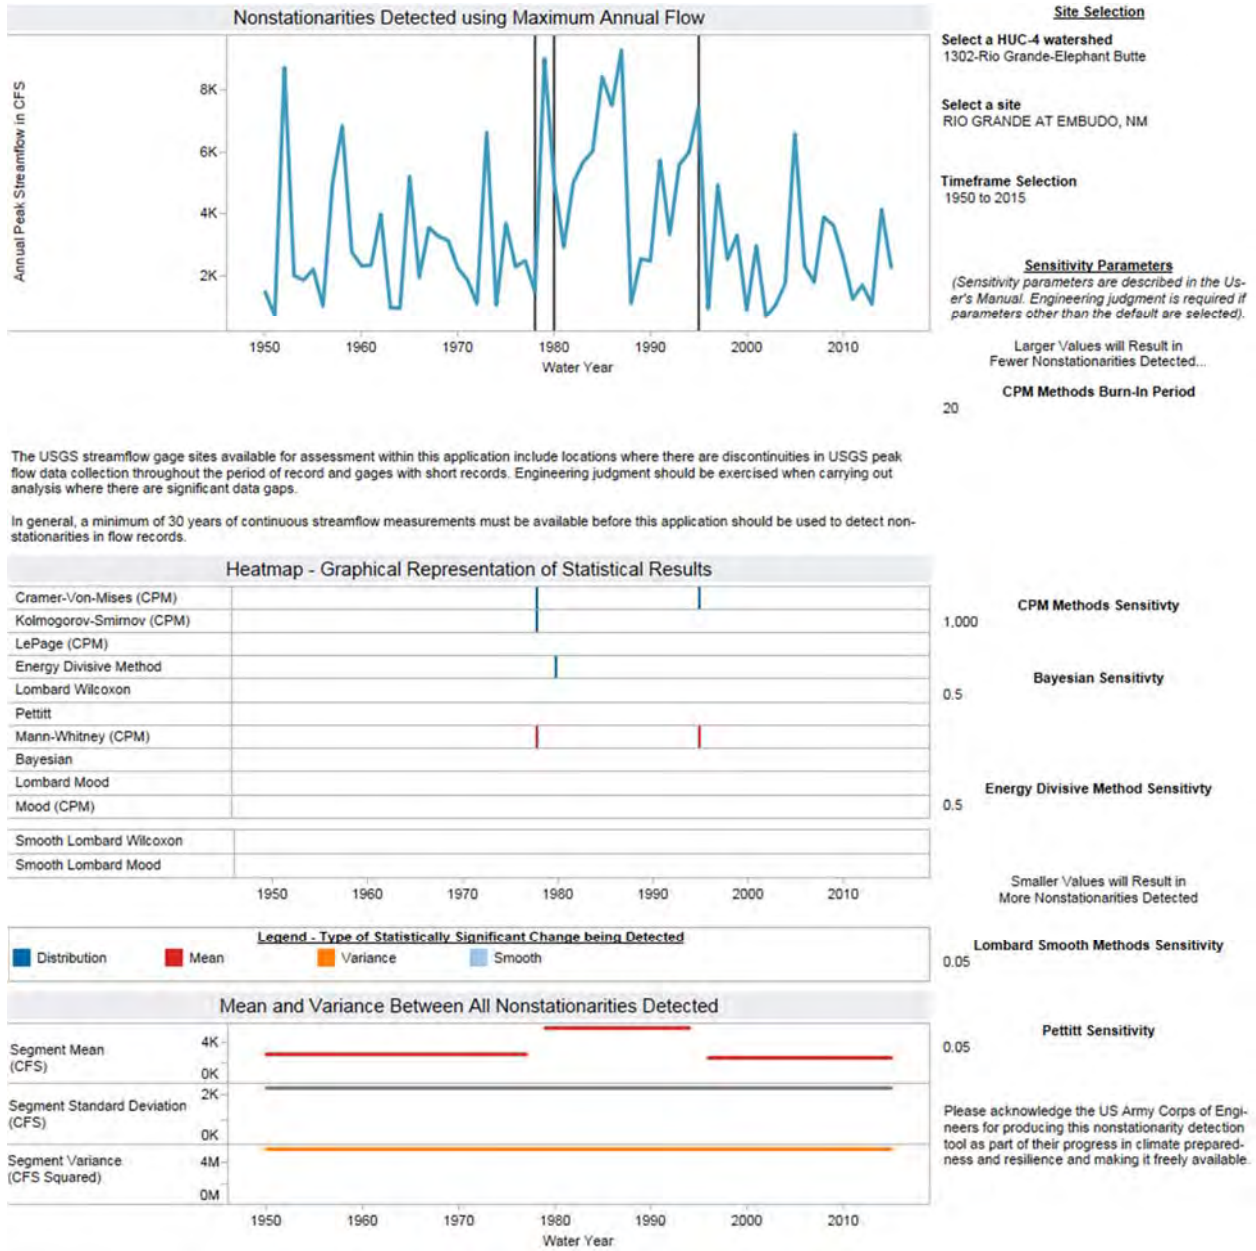 Nonstationarities Detected using Maximum Annual Flow
Annual Peak Streamflow in CFS
8K
6K
4K
2K
1950 1960 1970 1980 1990 2000 2010
Water Year
Site Selection
Select a HUC-4 watershed
1302-Rio Grande-Elephant Butte
Select a site
RIO GRANDE AT EMBUDO, NM
Timeframe Selection
1950 to 2015
Sensitivity Parameters
(Sensitivity parameters are described in the Us-
er's Manual. Engineering judgment is required if
parameters other than the default are selected).
Larger Values will Result in
Fewer Nonstationarities Detected...
CPM Methods Burn-In Period
20
The USGS streamflow gage sites available for assessment within this application include locations where there are discontinuities in USGS peak
flow data collection throughout the period of record and gages with short records. Engineering judgment should be exercised when carrying out
analysis where there are significant data gaps.
In general, a minimum of 30 years of continuous streamflow measurements must be available before this application should be used to detect non-
stationarities in flow records.
Heatmap - Graphical Representation of Statistical Results
Cramer-Von-Mises (CPM)
Kolmogorov-Smirnov (CPM)
LePage (CPM)
Energy Divisive Method
Lombard Wilcoxon
Pettitt
Mann-Whitney (CPM)
Bayesian
Lombard Mood
Mood (CPM)
Smooth Lombard Wilcoxon
Smooth Lombard Mood
1950 1960 1970 1980 1990 2000 2010
CPM Methods Sensitivty
1,000
Bayesian Sensitivty
0.5
Energy Divisive Method Sensitivty
0.5
Smaller Values will Result in
More Nonstationarities Detected
Lombard Smooth Methods Sensitivity
0.05
Pettitt Sensitivity
0.05
Legend - Type of Statistically Significant Change being Detected
Distribution Mean Variance Smooth
Mean and Variance Between All Nonstationarities Detected
Segment Mean
(CFS)
4K
0K
Segment Standard Deviation
(CFS)
2K
0K
Segment Variance
(CFS Squared)
4M
0M
1950 1960 1970 1980 1990 2000 2010
Water Year
Please acknowledge the US Army Corps of Engi-
neers for producing this nonstationarity detection
tool as part of their progress in climate prepared-
ness and resilience and making it freely available.